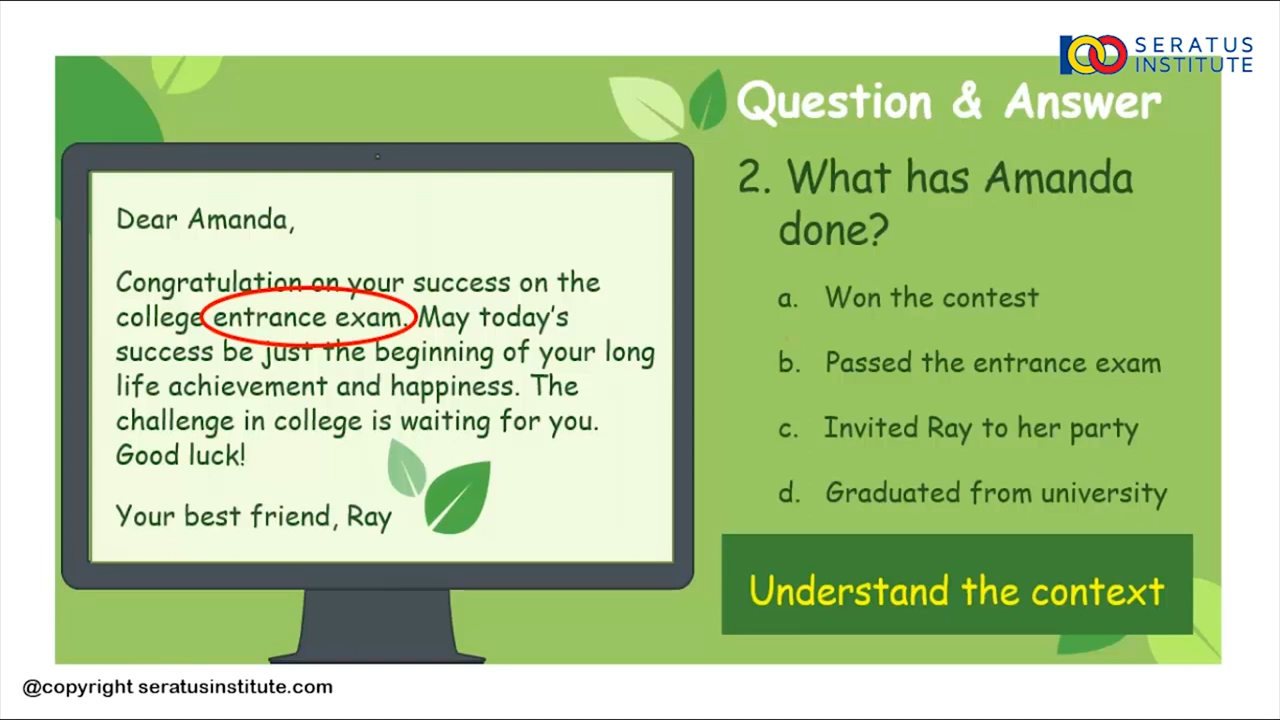 SERATUS
INSTITUTE
Question & Answer
2. What has Amanda
done?
a. Won the contest
b. Passed the entrance exam
c. Invited Ray to her party
d. Graduated from university
Understand the context
Dear Amanda,
Congratulation on your success on the
college entrance exam. May today's
success be just the beginning of your long
life achievement and happiness. The
challenge in college is waiting for you.
Good luck!
Your best friend, Ray
@copyright seratusinstitute.com